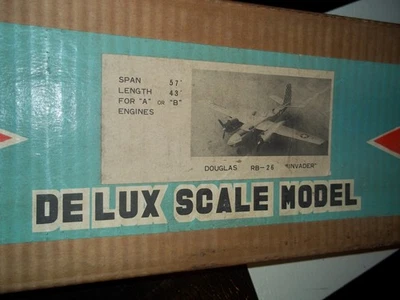 SPAN 57"
LENGTH 43"
FOR "A" OR "B"
ENGINES
DOUGLAS RB-26 "INVADER"
DE LUX SCALE MODEL